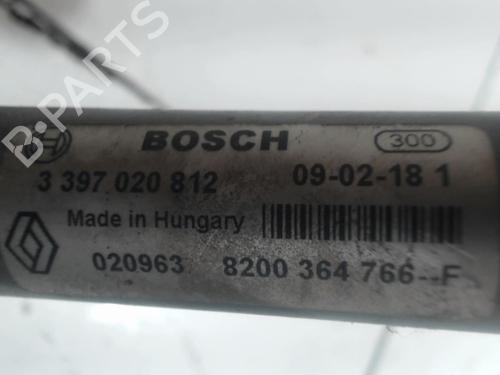 BOSCH 300
3 397 020 812 09-02-18 1
Made in Hungary
020963 8200 364 766--F
B-PARTS